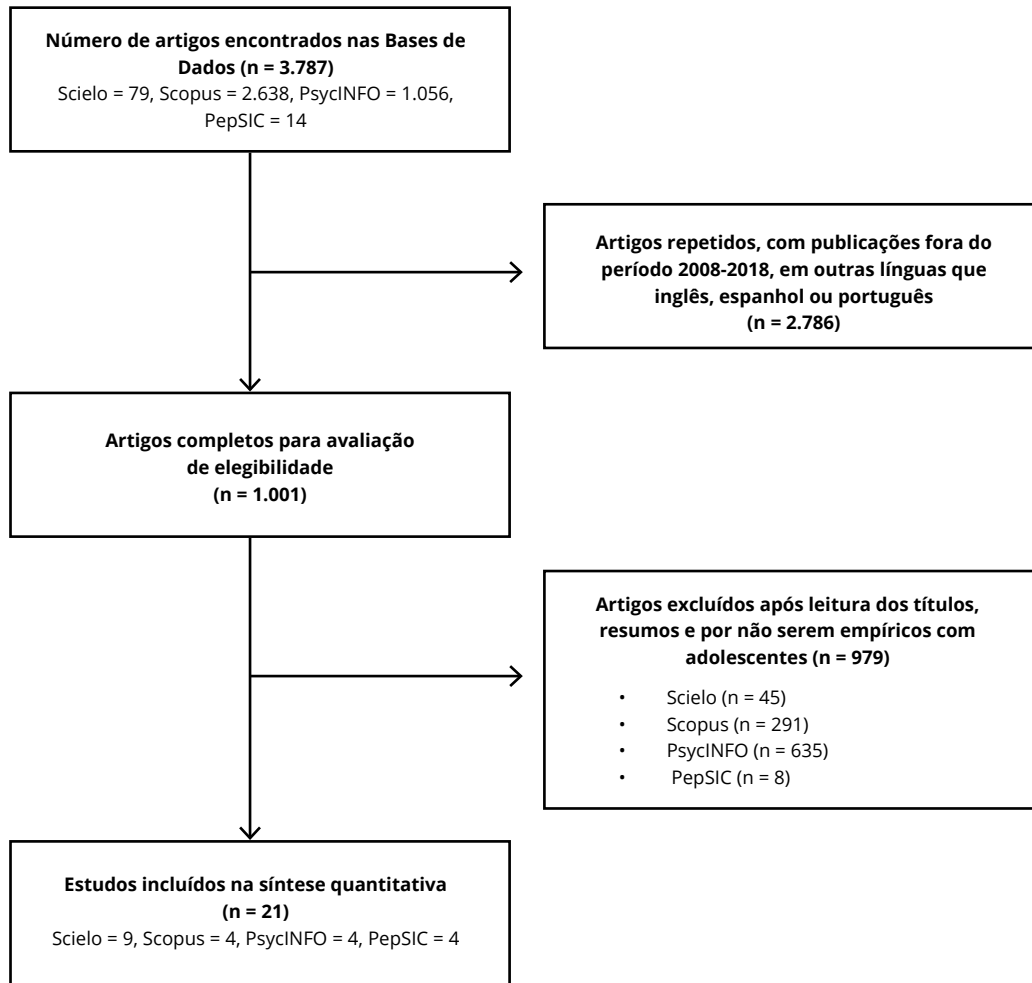 Número de artigos encontrados nas Bases de
Dados (n = 3.787)
Scielo = 79, Scopus = 2.638, PsycINFO = 1.056,
PepSIC = 14
Artigos repetidos, com publicações fora do
período 2008-2018, em outras línguas que
inglês, espanhol ou português
(n = 2.786)
Artigos completos para avaliação
de elegibilidade
(n = 1.001)
Artigos excluídos após leitura dos títulos,
resumos e por não serem empíricos com
adolescentes (n = 979)
• Scielo (n = 45)
• Scopus (n = 291)
• PsycINFO (n = 635)
• PepSIC (n = 8)
Estudos incluídos na síntese quantitativa
(n = 21)
Scielo = 9, Scopus = 4, PsycINFO = 4, PepSIC = 4